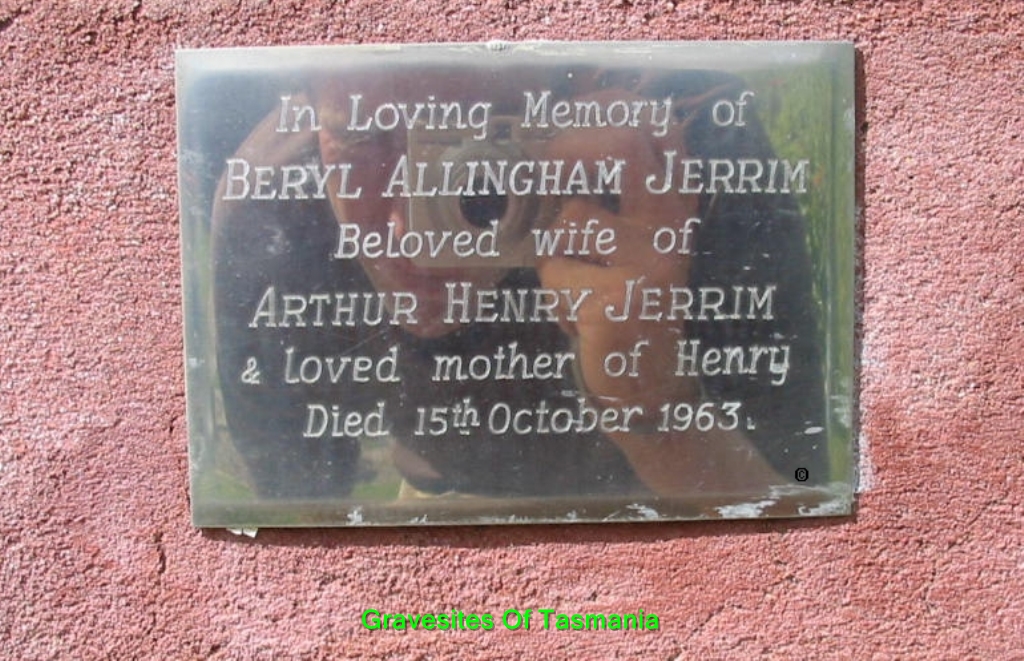 In Loving Memory of
BERYL ALLINGHAM JERRIM
Beloved wife of
ARTHUR HENRY JERRIM
& loved mother of Henry
Died 15th October 1963.
©
Gravesites Of Tasmania